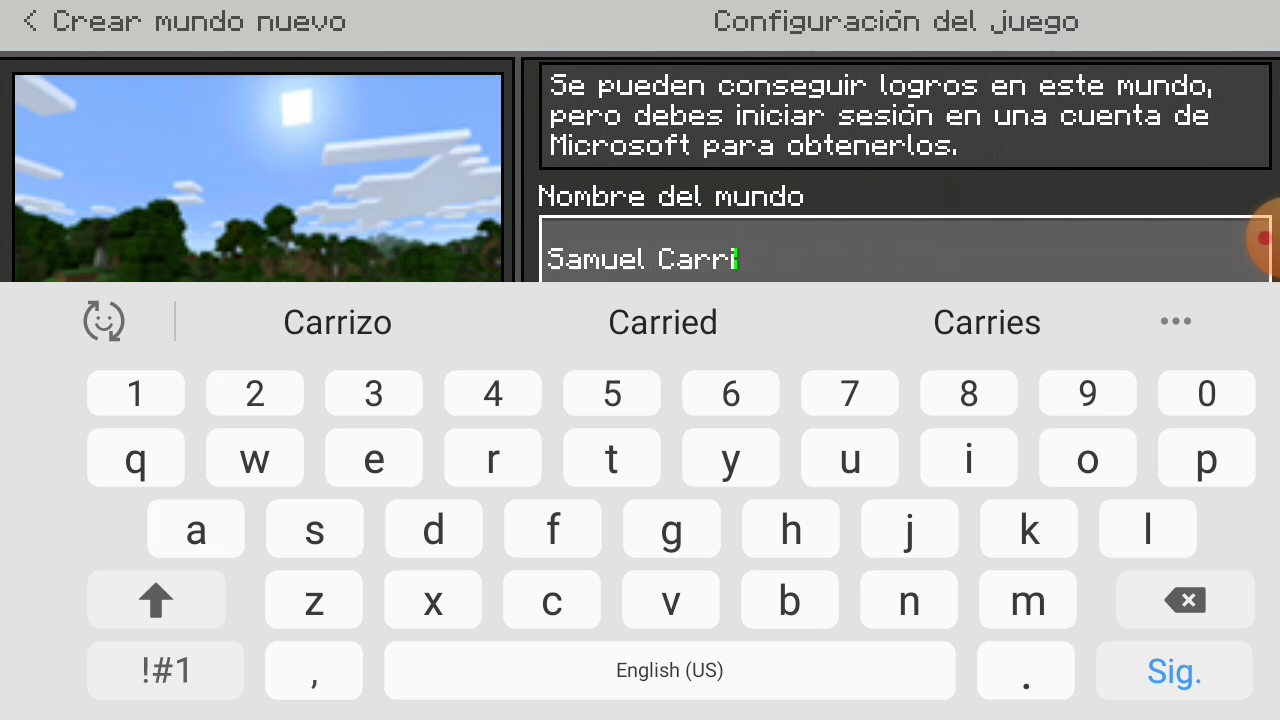 < Crear mundo nuevo
Configuración del juego
Se pueden conseguir logros en este mundo,
pero debes iniciar sesión en una cuenta de
Microsoft para obtenerlos.
Nombre del mundo
Samuel Carri
Carrizo Carried Carries •••
1 2 3 4 5 6 7 8 9 0
q w e r t y u i o p
a s d f g h j k l
z x c v b n m
!#1 , English (US) . Sig.